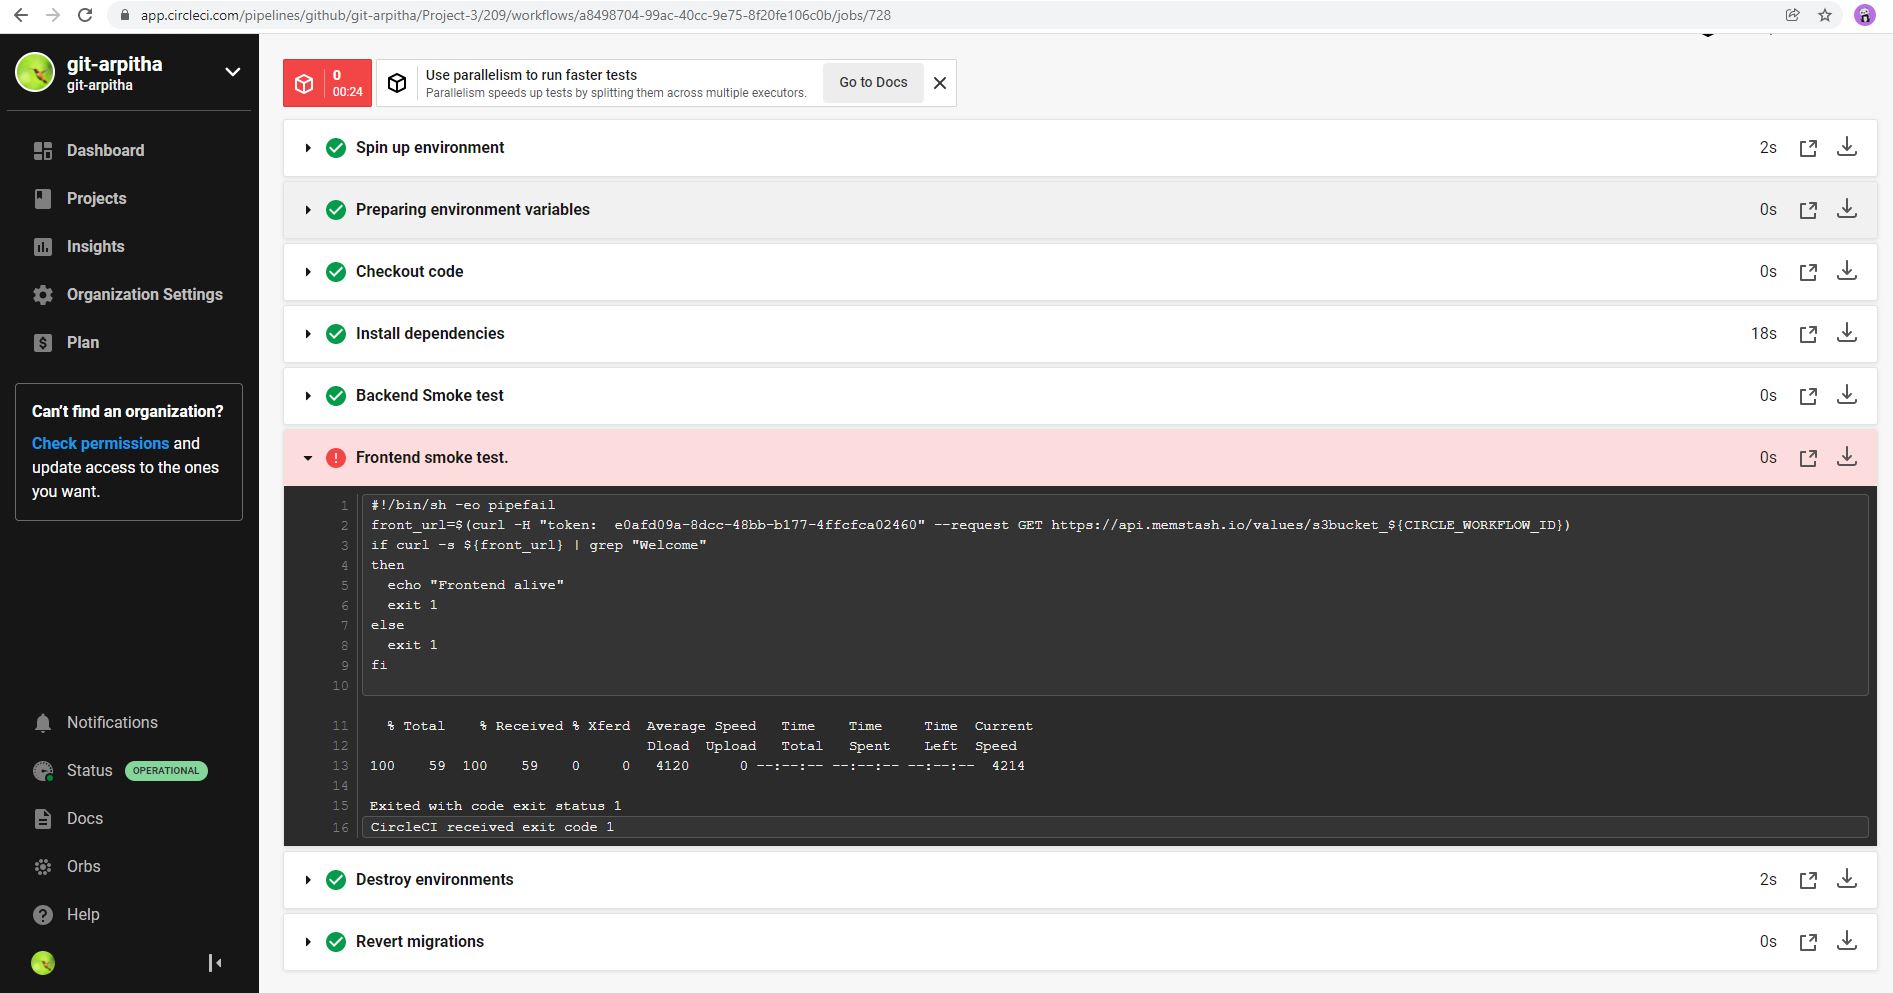 app.circleci.com/pipelines/github/git-arpitha/Project-3/209/workflows/a8498704-99ac-40cc-9e75-8f20fe106c0b/jobs/728
git-arpitha
git-arpitha
Dashboard
Projects
Insights
Organization Settings
Plan
Can't find an organization?
Check permissions and
update access to the ones
you want.
Notifications
Status OPERATIONAL
Docs
Orbs
Help
0
00:24
Use parallelism to run faster tests
Parallelism speeds up tests by splitting them across multiple executors.
Go to Docs
Spin up environment 2s
Preparing environment variables 0s
Checkout code 0s
Install dependencies 18s
Backend Smoke test 0s
Frontend smoke test. 0s
1 #!/bin/sh -eo pipefail
2 front_url=$(curl -H "token:  e0afd09a-8dcc-48bb-b177-4ffcfca02460" --request GET https://api.memstash.io/values/s3bucket_${CIRCLE_WORKFLOW_ID})
3 if curl -s ${front_url} | grep "Welcome"
4 then
5   echo "Frontend alive"
6   exit 1
7 else
8   exit 1
9 fi
10
11   % Total    % Received % Xferd  Average Speed   Time    Time     Time  Current
12                                  Dload  Upload   Total   Spent    Left  Speed
13 100    59  100    59    0     0   4120      0 --:--:-- --:--:-- --:--:--  4214
14
15 Exited with code exit status 1
16 CircleCI received exit code 1
Destroy environments 2s
Revert migrations 0s